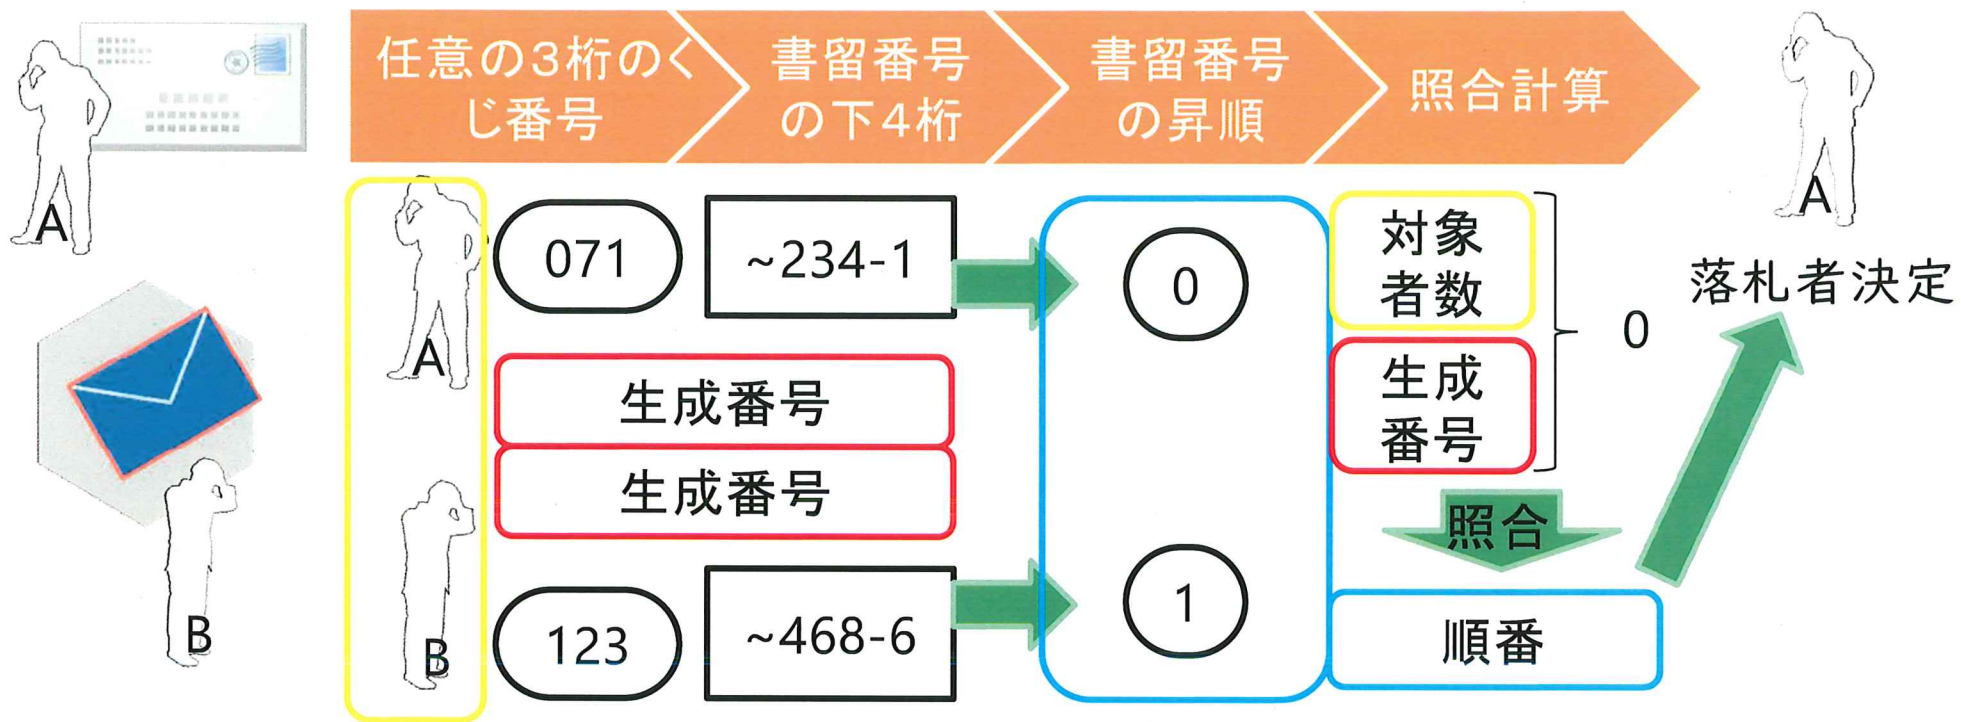 任意の3桁のく
じ番号
書留番号
の下4桁
書留番号
の昇順
照合計算
A
A
071
~234-1
0
対象
者数
0
A
落札者決定
生成番号
生成
番号
生成番号
照合
B
B
123
~468-6
1
順番